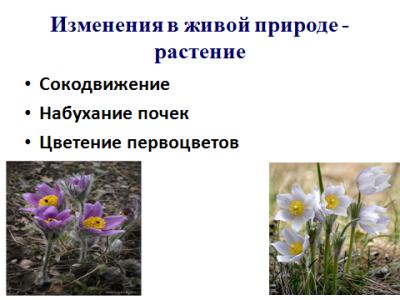 Изменения в живой природе -
растение
• Сокодвижение
• Набухание почек
• Цветение первоцветов